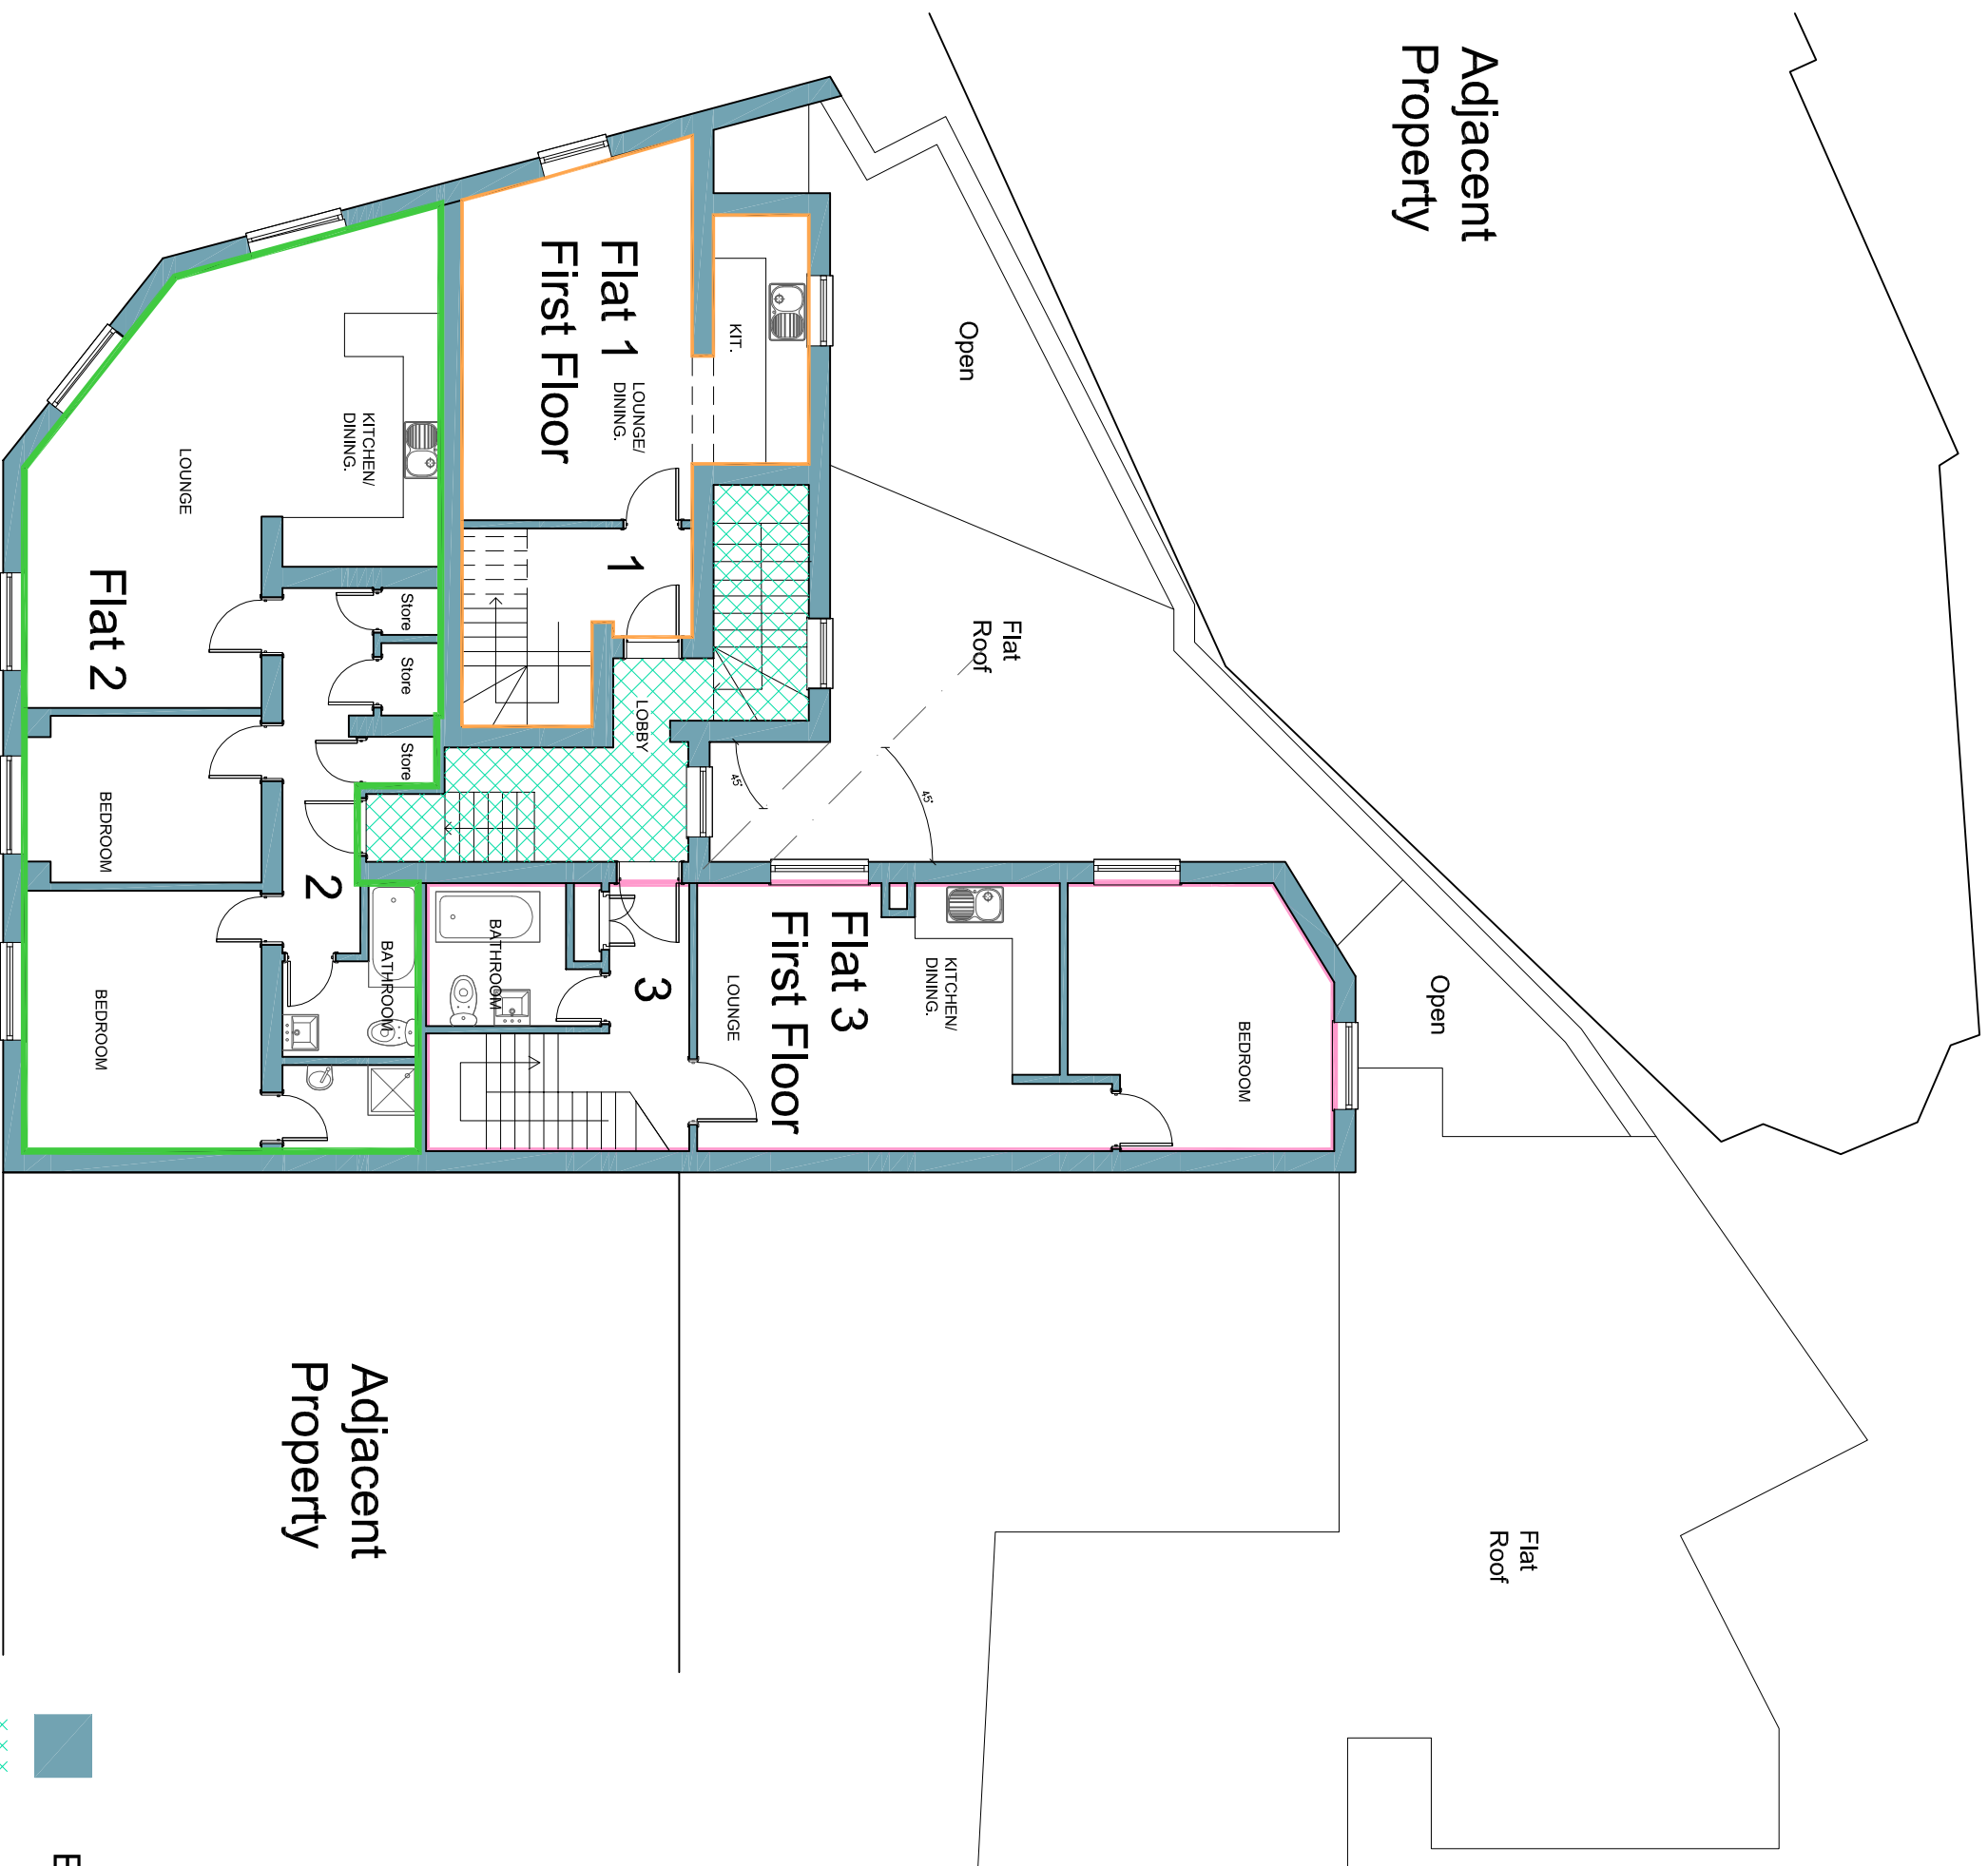 Adjacent
Property
Open
Flat
Roof
45°
45°
Open
KIT.
Flat 1
First Floor
LOUNGE/
DINING.
1
LOBBY
Flat 3
First Floor
KITCHEN/
DINING.
LOUNGE
BEDROOM
3
BATHROOM
KITCHEN/
DINING.
LOUNGE
Flat 2
Store
Store
Store
2
BATHROOM
BEDROOM
BEDROOM
Adjacent
Property
Flat
Roof